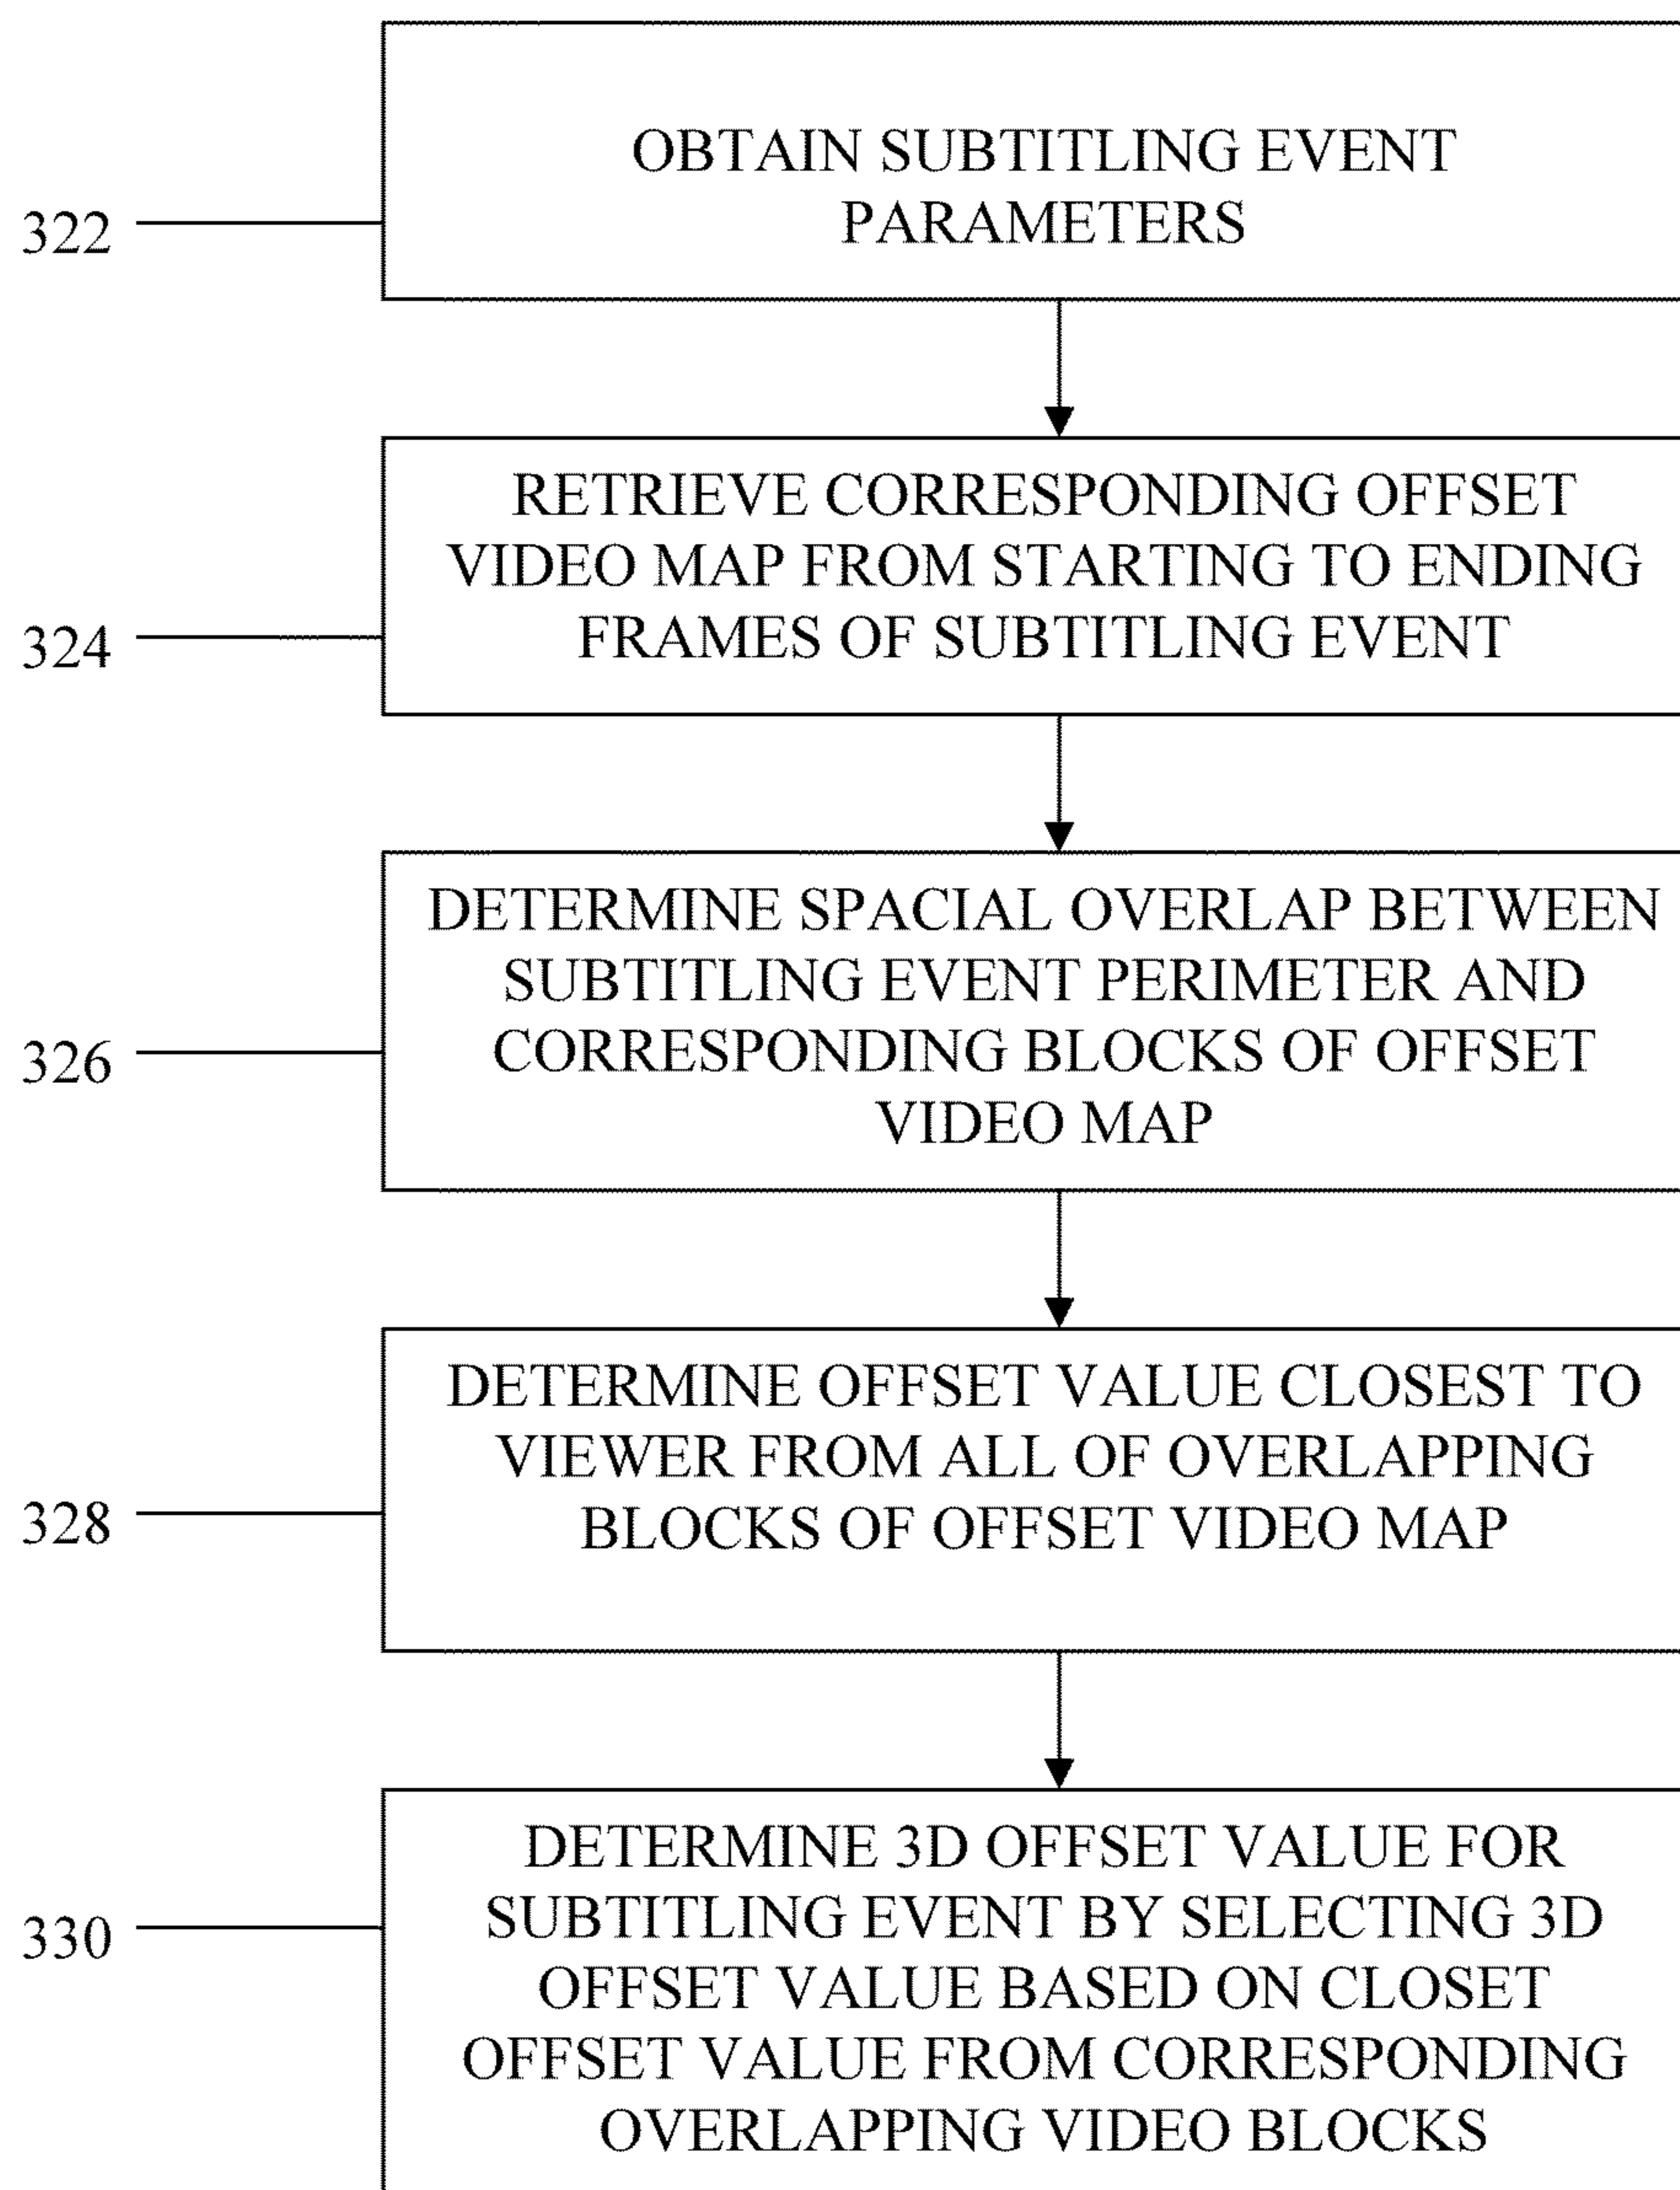 OBTAIN SUBTITLING EVENT
PARAMETERS
322
RETRIEVE CORRESPONDING OFFSET
VIDEO MAP FROM STARTING TO ENDING
FRAMES OF SUBTITLING EVENT
324
DETERMINE SPACIAL OVERLAP BETWEEN
SUBTITLING EVENT PERIMETER AND
CORRESPONDING BLOCKS OF OFFSET
VIDEO MAP
326
DETERMINE OFFSET VALUE CLOSEST TO
VIEWER FROM ALL OF OVERLAPPING
BLOCKS OF OFFSET VIDEO MAP
328
DETERMINE 3D OFFSET VALUE FOR
SUBTITLING EVENT BY SELECTING 3D
OFFSET VALUE BASED ON CLOSET
OFFSET VALUE FROM CORRESPONDING
OVERLAPPING VIDEO BLOCKS
330